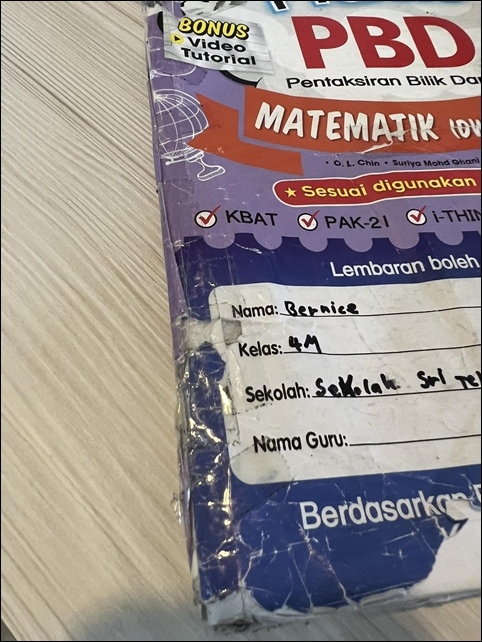 BONUS
Video
Tutorial
PBD
Pentaksiran Bilik
MATEMATIK
G. L. Chin • Suriya Mohd Ghani
★ Sesuai digunakan
KBAT PAK-21
Lembaran boleh
Nama: Bernice
Kelas: 4M
Sekolah: Sekolah Sri
Nama Guru:
Berdasarkan